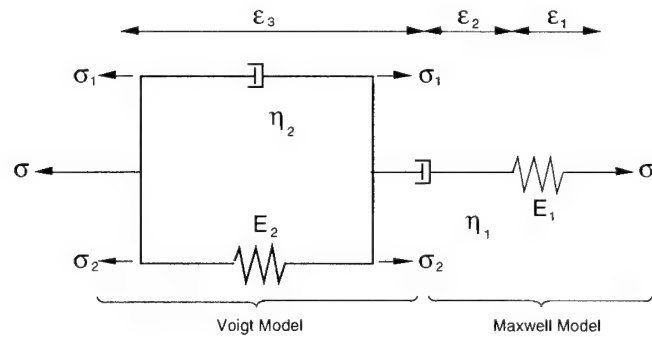 ε₃ ε₂ ε₁
σ₁ σ₁
η₂
σ σ
E₂ η₁ E₁
σ₂ σ₂
Voigt Model Maxwell Model